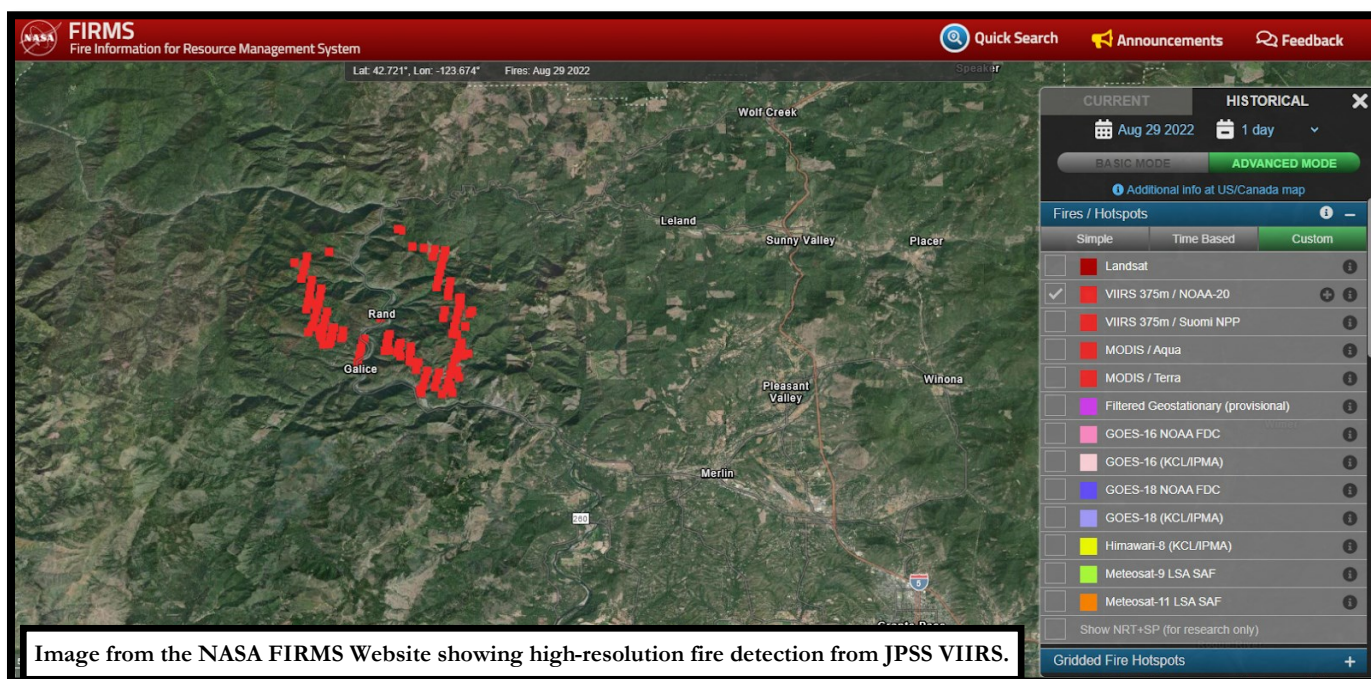 NASA
FIRMS
Fire Information for Resource Management System
Quick Search
Announcements
Feedback
Lat: 42.721°, Lon: -123.674° Fires: Aug 29 2022
Speaker
Wolf Creek
Leland
Sunny Valley
Placer
Rand
Galice
Pleasant
Valley
Winona
Merlin
260
5
Grants Pass
CURRENT
HISTORICAL
Aug 29 2022
1 day
BASIC MODE
ADVANCED MODE
Additional info at US/Canada map
Fires / Hotspots
Simple
Time Based
Custom
Landsat
VIIRS 375m / NOAA-20
VIIRS 375m / Suomi NPP
MODIS / Aqua
MODIS / Terra
Filtered Geostationary (provisional)
GOES-16 NOAA FDC
GOES-16 (KCL/IPMA)
GOES-18 NOAA FDC
GOES-18 (KCL/IPMA)
Himawari-8 (KCL/IPMA)
Meteosat-9 LSA SAF
Meteosat-11 LSA SAF
Show NRT+SP (for research only)
Gridded Fire Hotspots
Image from the NASA FIRMS Website showing high-resolution fire detection from JPSS VIIRS.